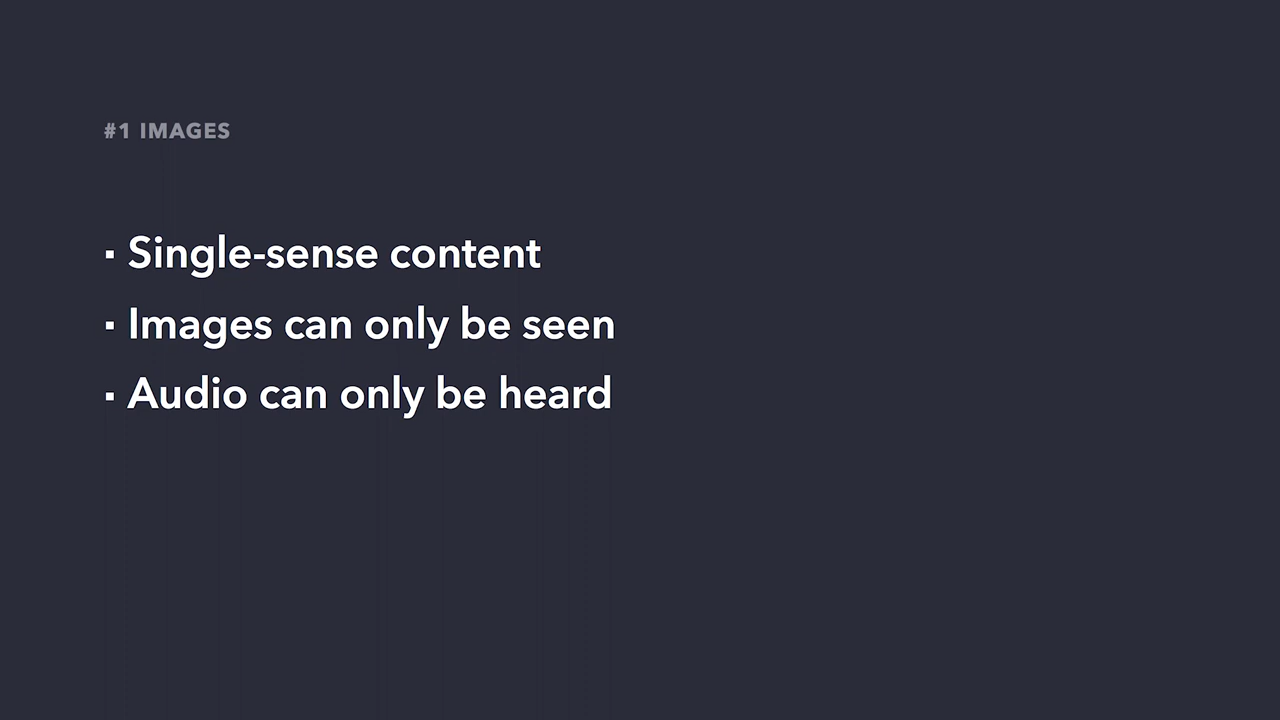 #1 IMAGES
▪ Single-sense content
▪ Images can only be seen
▪ Audio can only be heard